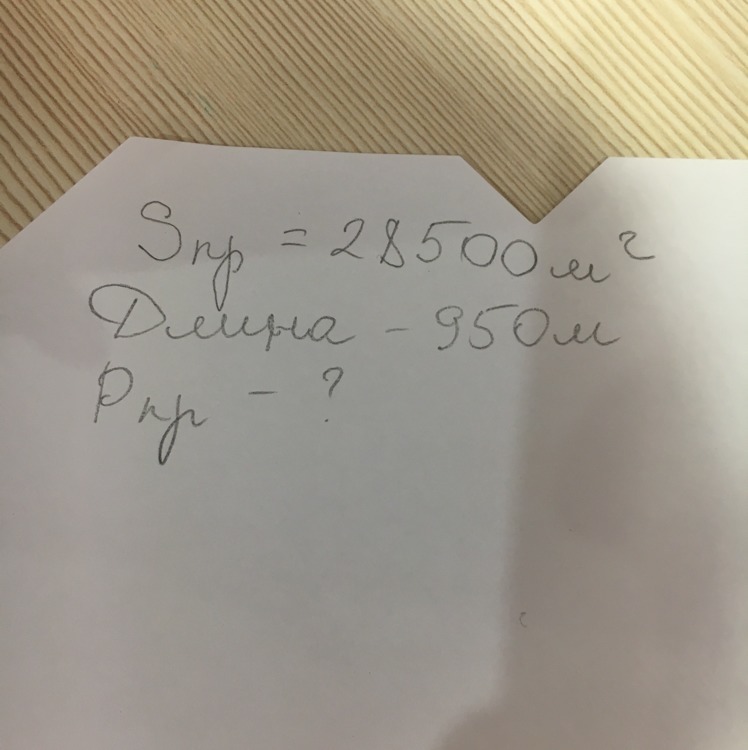 Sпр = 28500м²
Длина - 950м
Pпр - ?